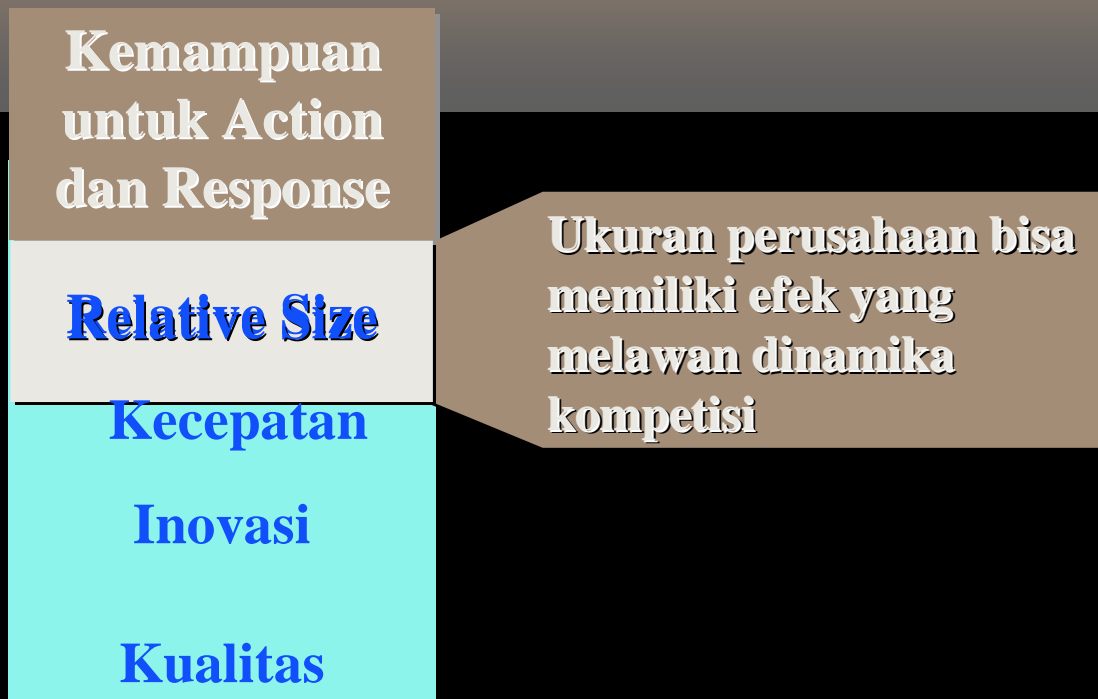 Kemampuan
untuk Action
dan Response
Relative Size
Kecepatan
Inovasi
Kualitas
Ukuran perusahaan bisa
memiliki efek yang
melawan dinamika
kompetisi